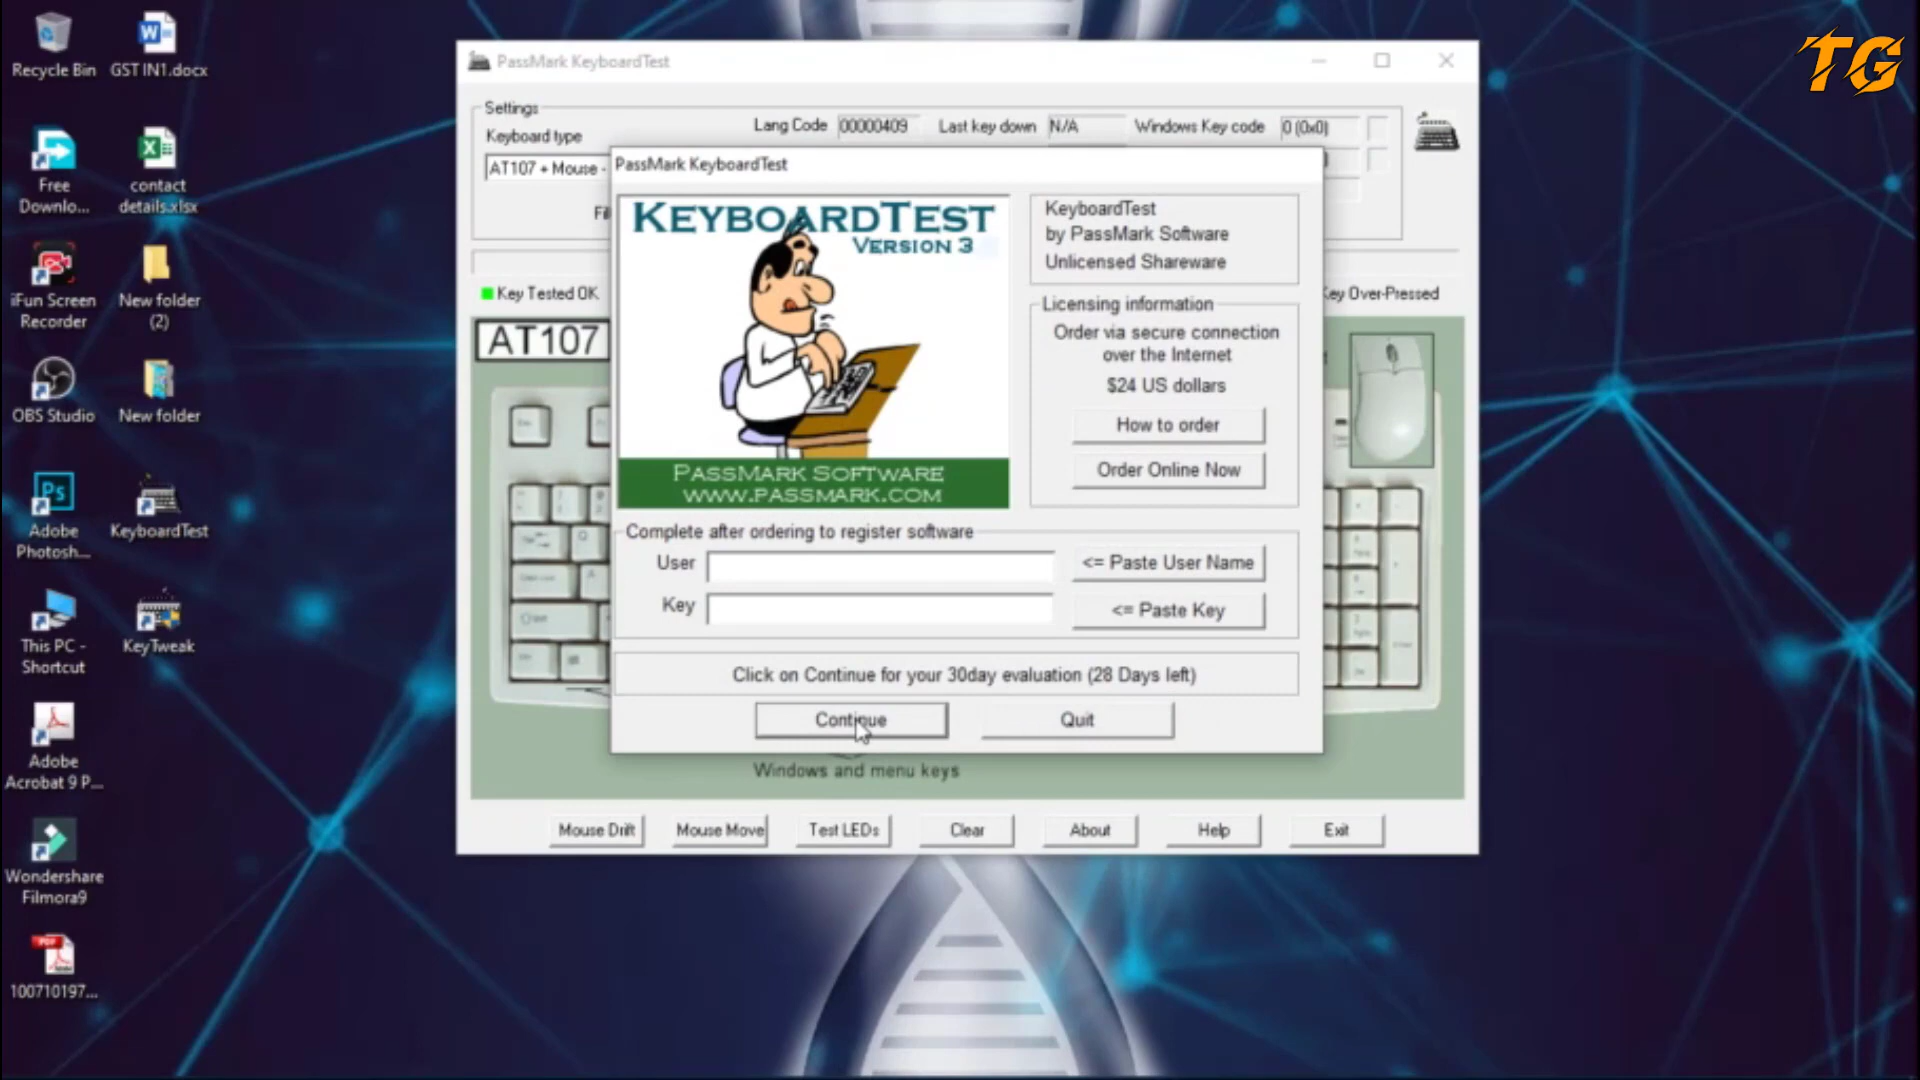 Recycle Bin
GST IN1.docx
Free
Downlo...
contact
details.xlsx
iFun Screen
Recorder
New folder
(2)
OBS Studio
New folder
Adobe
Photosh...
KeyboardTest
This PC -
Shortcut
KeyTweak
Adobe
Acrobat 9 P...
Wondershare
Filmora9
100710197...
TG
PassMark KeyboardTest
Settings
Keyboard type
Lang Code 00000409 Last key down N/A Windows Key code 0 (0x0)
AT107 + Mouse -
Key Tested OK
Key Over-Pressed
AT107
PassMark KeyboardTest
KEYBOARDTEST
VERSION 3
PASSMARK SOFTWARE
WWW.PASSMARK.COM
KeyboardTest
by PassMark Software
Unlicensed Shareware
Licensing information
Order via secure connection
over the Internet
$24 US dollars
How to order
Order Online Now
Complete after ordering to register software
User
<= Paste User Name
Key
<= Paste Key
Click on Continue for your 30day evaluation (28 Days left)
Continue
Quit
Windows and menu keys
Mouse Drift
Mouse Move
Test LEDs
Clear
About
Help
Exit